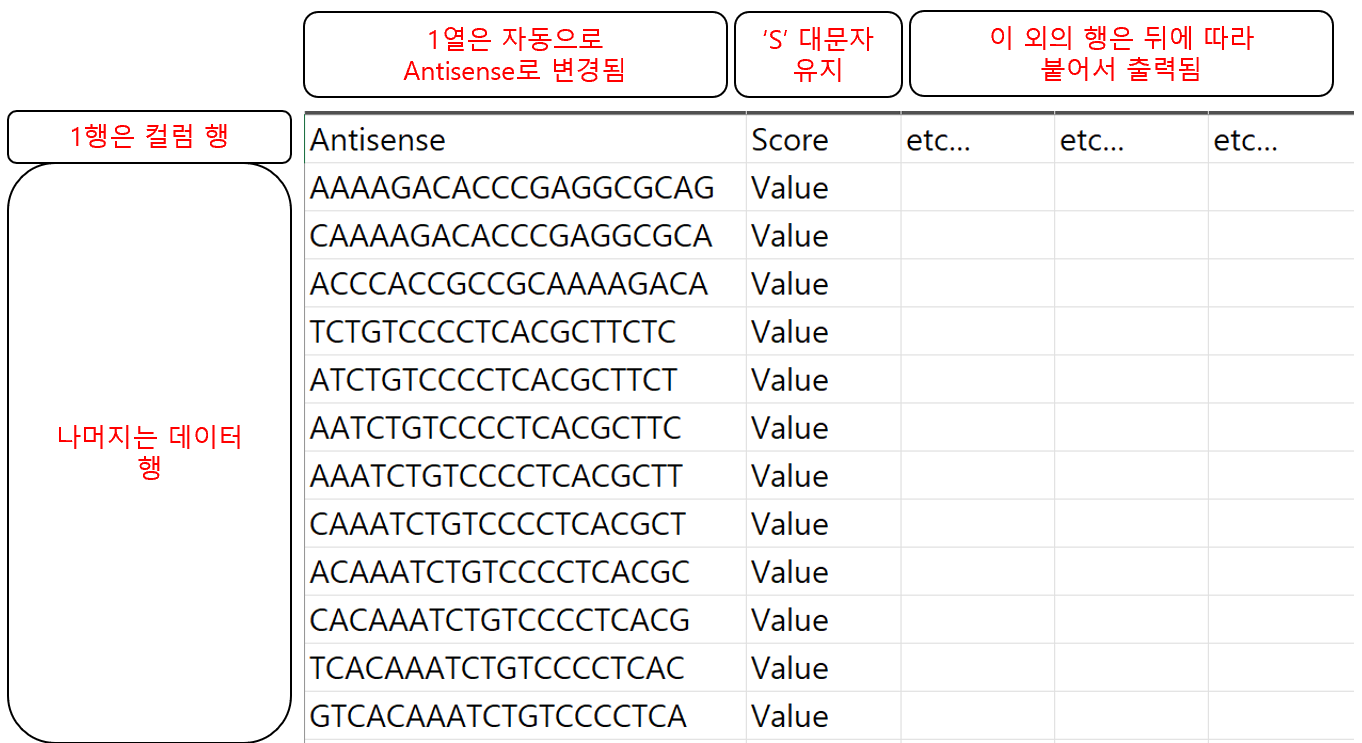 1열은 자동으로
Antisense로 변경됨
‘S’ 대문자
유지
이 외의 행은 뒤에 따라
붙어서 출력됨
1행은 컬럼 행
Antisense Score etc... etc... etc...
나머지는 데이터
행
AAAAGACACCCGAGGCGCAG Value
CAAAAGACACCCGAGGCGCA Value
ACCCACCGCCGCAAAAGACA Value
TCTGTCCCCTCACGCTTCTC Value
ATCTGTCCCCTCACGCTTCT Value
AATCTGTCCCCTCACGCTTC Value
AAATCTGTCCCCTCACGCTT Value
CAAATCTGTCCCCTCACGCT Value
ACAAATCTGTCCCCTCACGC Value
CACAAATCTGTCCCCTCACG Value
TCACAAATCTGTCCCCTCAC Value
GTCACAAATCTGTCCCCTCA Value